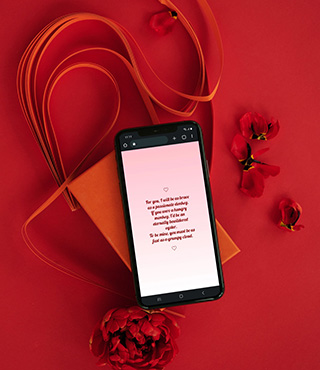 For you, I will be as brave
as a passionate donkey.
If you were a hungry
monkey, I'd be an
eternally bewildered
To be mine, you must be as
fast as a grumpy cloud.